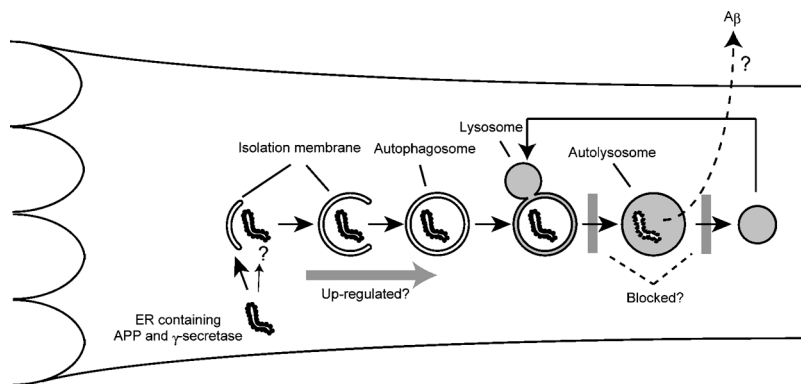 Aβ
?
Lysosome
Isolation membrane
Autophagosome
Autolysosome
?
Up-regulated?
Blocked?
ER containing
APP and γ-secretase